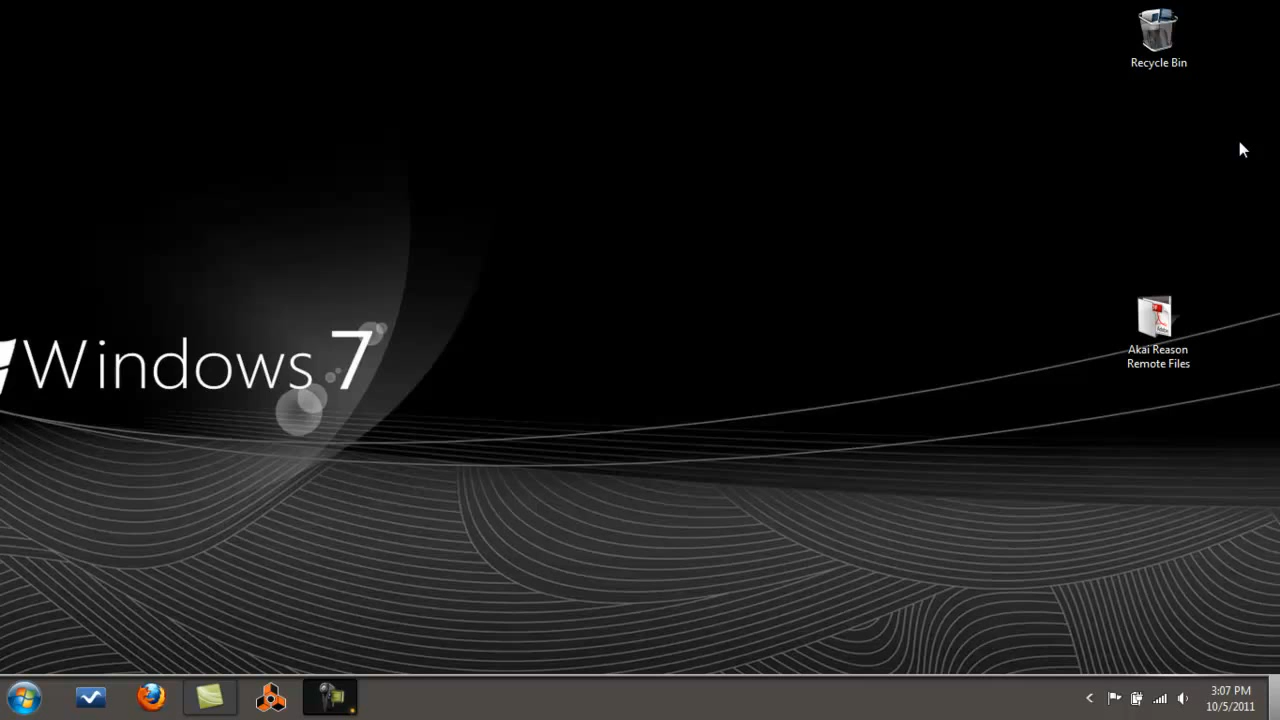 Recycle Bin
Akai Reason
Remote Files
Windows 7
3:07 PM
10/5/2011